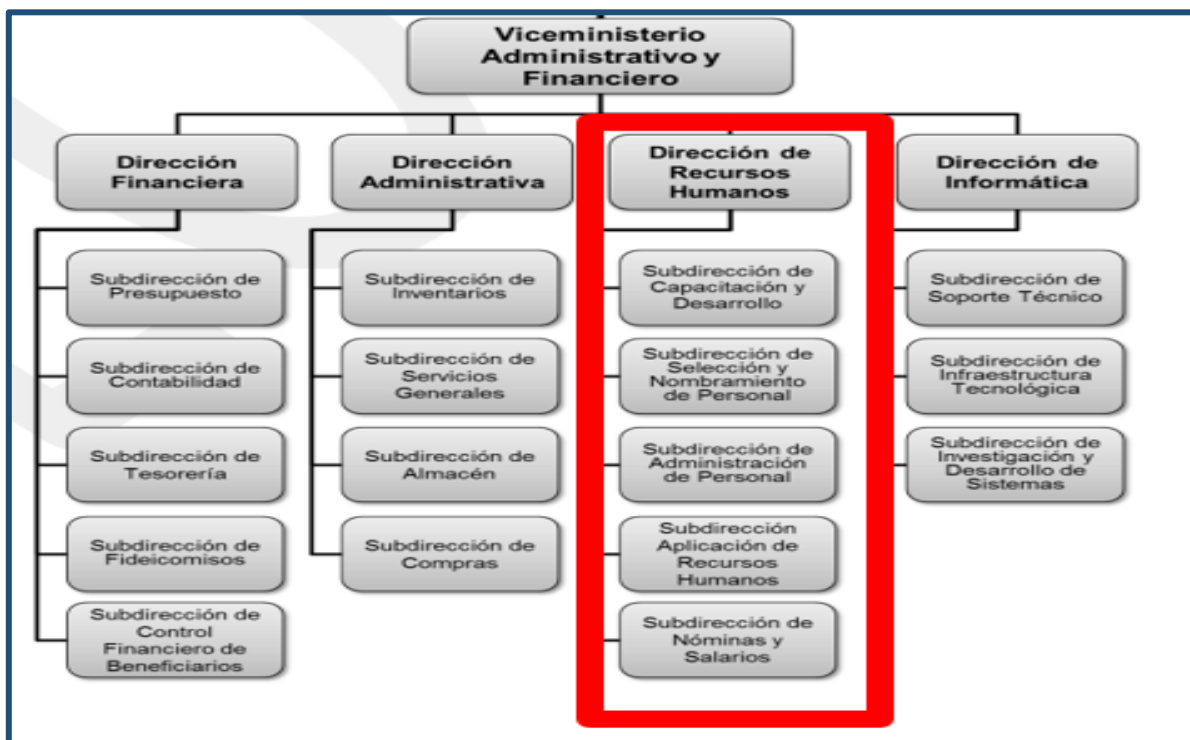 Viceministerio
Administrativo y
Financiero
Dirección
Financiera
Subdirección de
Presupuesto
Subdirección de
Contabilidad
Subdirección de
Tesorería
Subdirección de
Fideicomisos
Subdirección de
Control
Financiero de
Beneficiarios
Dirección
Administrativa
Subdirección de
Inventarios
Subdirección de
Servicios
Generales
Subdirección de
Almacén
Subdirección de
Compras
Dirección de
Recursos
Humanos
Subdirección de
Capacitación y
Desarrollo
Subdirección de
Selección y
Nombramiento
de Personal
Subdirección de
Administración
de Personal
Subdirección
Aplicación de
Recursos
Humanos
Subdirección de
Nóminas y
Salarios
Dirección de
Informática
Subdirección de
Soporte Técnico
Subdirección de
Infraestructura
Tecnológica
Subdirección de
Investigación y
Desarrollo de
Sistemas